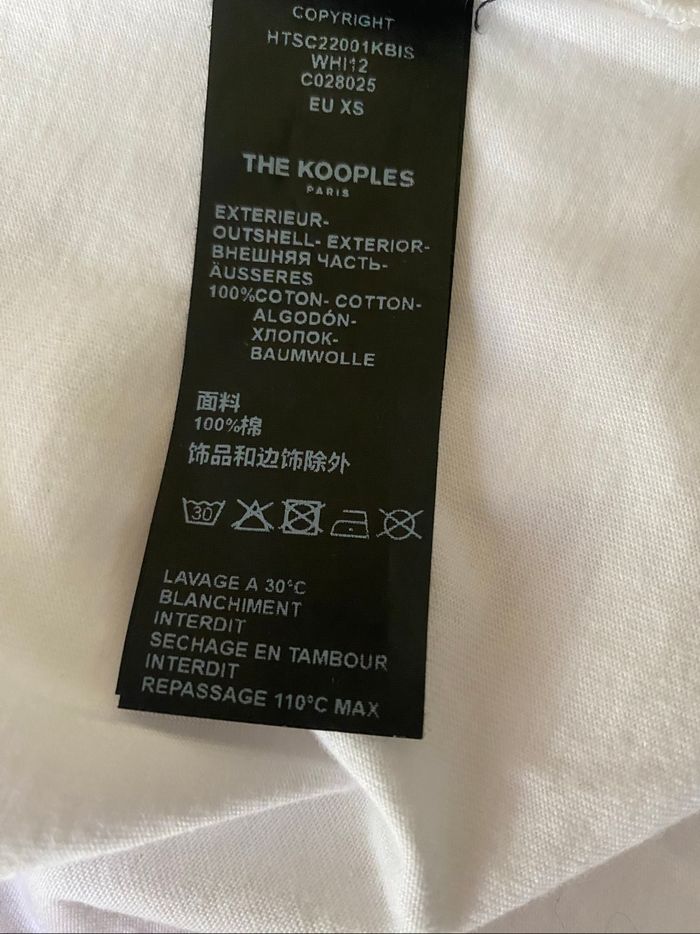 COPYRIGHT
HTSC22001KBIS
WHI12
C028025
EU XS
THE KOOPLES
PARIS
EXTERIEUR-
OUTSHELL- EXTERIOR-
ВНЕШНЯЯ ЧАСТЬ-
ÄUSSERES
100%COTON- COTTON-
ALGODÓN-
ХЛОПОК-
BAUMWOLLE
面料
100%棉
饰品和边饰除外
30
LAVAGE A 30°C
BLANCHIMENT
INTERDIT
SECHAGE EN TAMBOUR
INTERDIT
REPASSAGE 110°C MAX